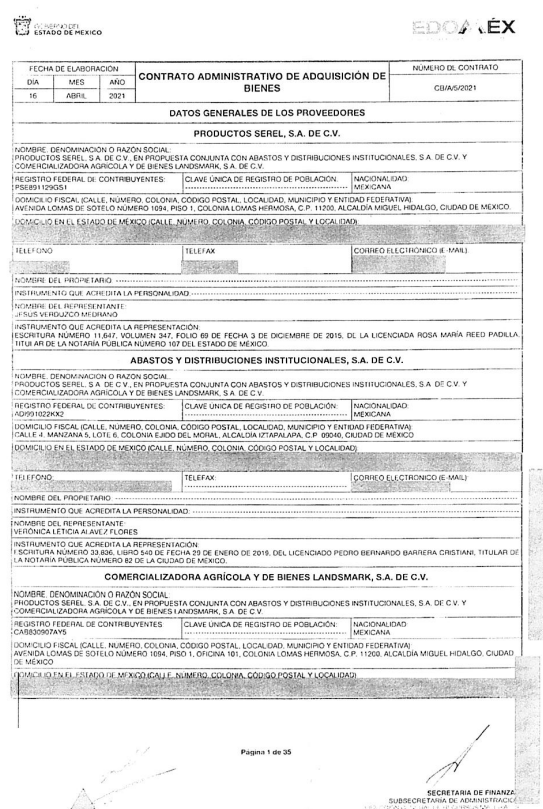 GOBIERNO DEL
ESTADO DE MÉXICO
EDOMÉX
FECHA DE ELABORACIÓN
DÍA MES AÑO
16 ABRIL 2021
CONTRATO ADMINISTRATIVO DE ADQUISICIÓN DE
BIENES
NÚMERO DE CONTRATO
CB/A/5/2021
DATOS GENERALES DE LOS PROVEEDORES
PRODUCTOS SEREL, S.A. DE C.V.
NOMBRE, DENOMINACIÓN O RAZÓN SOCIAL:
PRODUCTOS SEREL, S.A. DE C.V., EN PROPUESTA CONJUNTA CON ABASTOS Y DISTRIBUCIONES INSTITUCIONALES, S.A. DE C.V. Y
COMERCIALIZADORA AGRÍCOLA Y DE BIENES LANDSMARK, S.A. DE C.V.
REGISTRO FEDERAL DE CONTRIBUYENTES: CLAVE ÚNICA DE REGISTRO DE POBLACIÓN: NACIONALIDAD:
PSE891129GS1 MEXICANA
DOMICILIO FISCAL (CALLE, NÚMERO, COLONIA, CÓDIGO POSTAL, LOCALIDAD, MUNICIPIO Y ENTIDAD FEDERATIVA)
AVENIDA LOMAS DE SOTELO NÚMERO 1094, PISO 1, COLONIA LOMAS HERMOSA, C.P. 11200, ALCALDÍA MIGUEL HIDALGO, CIUDAD DE MÉXICO.
DOMICILIO EN EL ESTADO DE MÉXICO (CALLE, NÚMERO, COLONIA, CÓDIGO POSTAL Y LOCALIDAD):
TELÉFONO TELEFAX CORREO ELECTRÓNICO (E-MAIL)
NOMBRE DEL PROPIETARIO:
INSTRUMENTO QUE ACREDITA LA PERSONALIDAD:
NOMBRE DEL REPRESENTANTE:
JESÚS VERDUZCO MEDRANO
INSTRUMENTO QUE ACREDITA LA REPRESENTACIÓN:
ESCRITURA NÚMERO 11,647, VOLUMEN 347, FOLIO 69 DE FECHA 3 DE DICIEMBRE DE 2015, DE LA LICENCIADA ROSA MARÍA REED PADILLA,
TITULAR DE LA NOTARÍA PÚBLICA NÚMERO 107 DEL ESTADO DE MÉXICO.
ABASTOS Y DISTRIBUCIONES INSTITUCIONALES, S.A. DE C.V.
NOMBRE, DENOMINACIÓN O RAZÓN SOCIAL:
PRODUCTOS SEREL, S.A. DE C.V., EN PROPUESTA CONJUNTA CON ABASTOS Y DISTRIBUCIONES INSTITUCIONALES, S.A. DE C.V. Y
COMERCIALIZADORA AGRÍCOLA Y DE BIENES LANDSMARK, S.A. DE C.V.
REGISTRO FEDERAL DE CONTRIBUYENTES: CLAVE ÚNICA DE REGISTRO DE POBLACIÓN: NACIONALIDAD:
ADI991022KX2 MEXICANA
DOMICILIO FISCAL (CALLE, NÚMERO, COLONIA, CÓDIGO POSTAL, LOCALIDAD, MUNICIPIO Y ENTIDAD FEDERATIVA)
CALLE 4, MANZANA 5, LOTE 6, COLONIA EJIDO DEL MORAL, ALCALDÍA IZTAPALAPA, C.P. 09040, CIUDAD DE MÉXICO
DOMICILIO EN EL ESTADO DE MÉXICO (CALLE, NÚMERO, COLONIA, CÓDIGO POSTAL Y LOCALIDAD):
TELÉFONO: TELEFAX: CORREO ELECTRÓNICO (E-MAIL)
NOMBRE DEL PROPIETARIO:
INSTRUMENTO QUE ACREDITA LA PERSONALIDAD:
NOMBRE DEL REPRESENTANTE
VERÓNICA LETICIA ALAVEZ FLORES
INSTRUMENTO QUE ACREDITA LA REPRESENTACIÓN:
ESCRITURA NÚMERO 33,606, LIBRO 540 DE FECHA 29 DE ENERO DE 2019, DEL LICENCIADO PEDRO BERNARDO BARRERA CRISTIANI, TITULAR DE
LA NOTARÍA PÚBLICA NÚMERO 82 DE LA CIUDAD DE MÉXICO.
COMERCIALIZADORA AGRÍCOLA Y DE BIENES LANDSMARK, S.A. DE C.V.
NOMBRE, DENOMINACIÓN O RAZÓN SOCIAL:
PRODUCTOS SEREL, S.A. DE C.V., EN PROPUESTA CONJUNTA CON ABASTOS Y DISTRIBUCIONES INSTITUCIONALES, S.A. DE C.V. Y
COMERCIALIZADORA AGRÍCOLA Y DE BIENES LANDSMARK, S.A. DE C.V.
REGISTRO FEDERAL DE CONTRIBUYENTES CLAVE ÚNICA DE REGISTRO DE POBLACIÓN: NACIONALIDAD
CAB830907AY5 MEXICANA
DOMICILIO FISCAL (CALLE, NÚMERO, COLONIA, CÓDIGO POSTAL, LOCALIDAD, MUNICIPIO Y ENTIDAD FEDERATIVA)
AVENIDA LOMAS DE SOTELO NÚMERO 1094, PISO 1, OFICINA 101, COLONIA LOMAS HERMOSA, C.P. 11200, ALCALDÍA MIGUEL HIDALGO, CIUDAD
DE MÉXICO
DOMICILIO EN EL ESTADO DE MÉXICO (CALLE, NÚMERO, COLONIA, CÓDIGO POSTAL Y LOCALIDAD)
Página 1 de 35
SECRETARÍA DE FINANZA
SUBSECRETARÍA DE ADMINISTRACIÓ